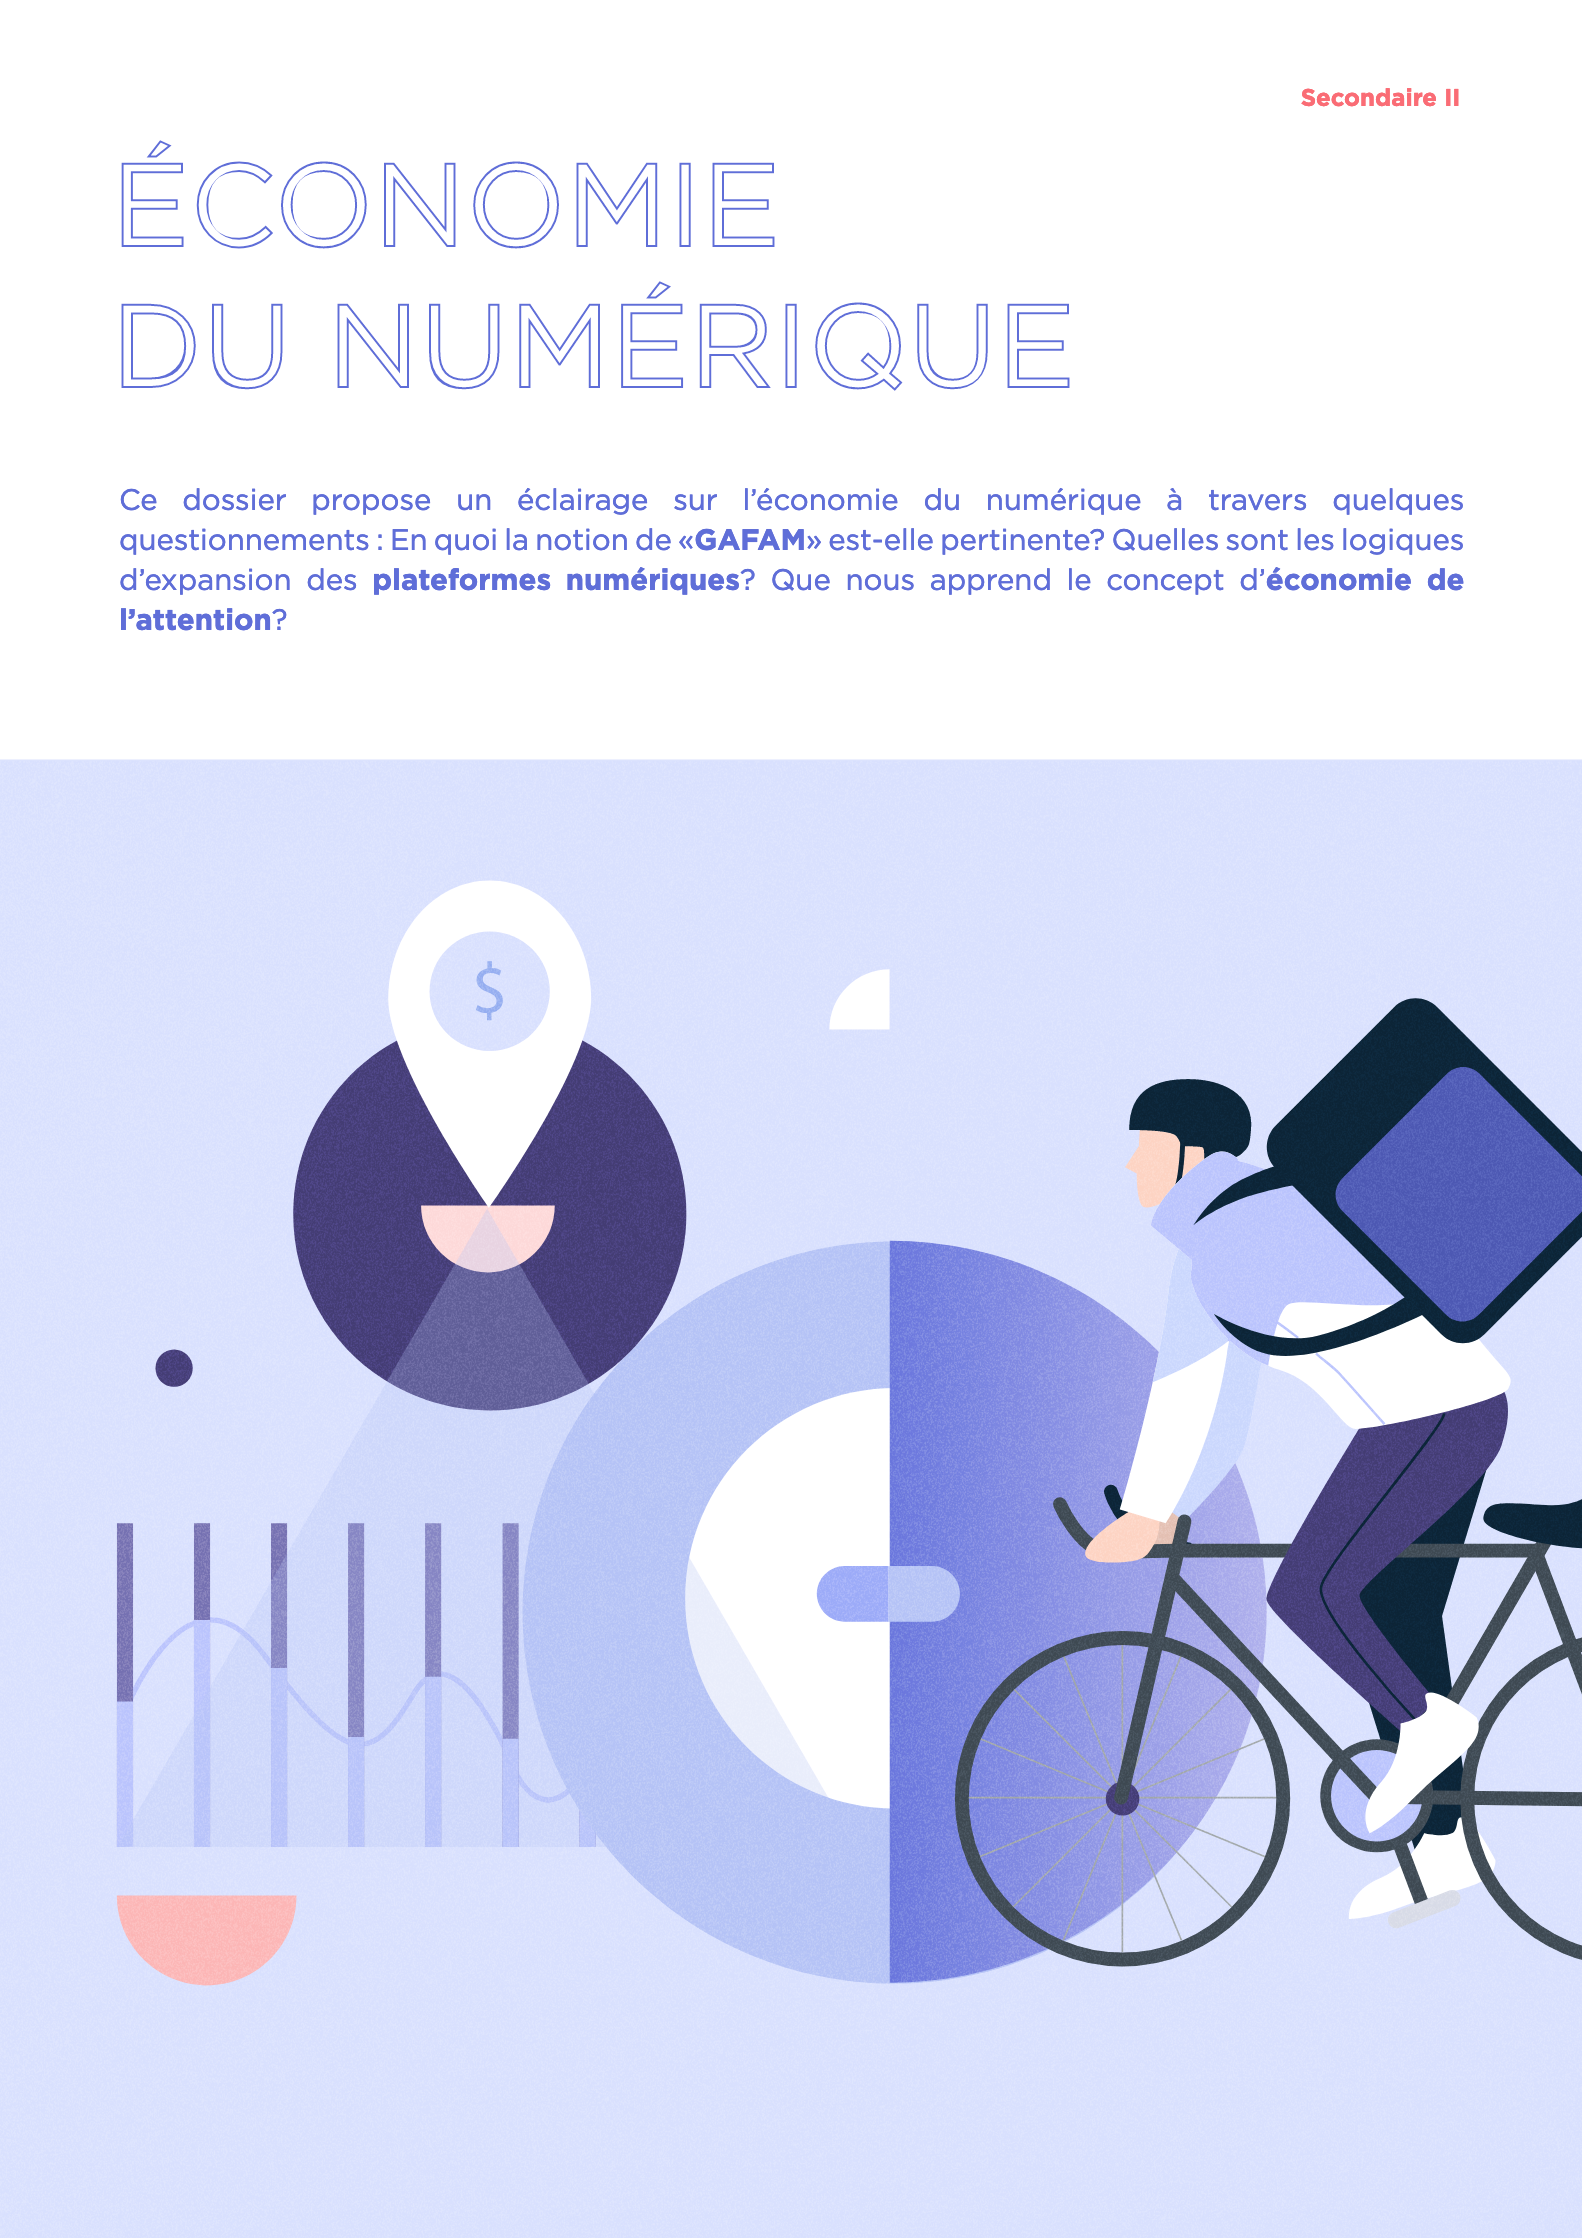 Secondaire II
ÉCONOMIE
DU NUMÉRIQUE
Ce dossier propose un éclairage sur l’économie du numérique à travers quelques
questionnements : En quoi la notion de «GAFAM» est-elle pertinente? Quelles sont les logiques
d’expansion des plateformes numériques? Que nous apprend le concept d’économie de
l’attention?
$